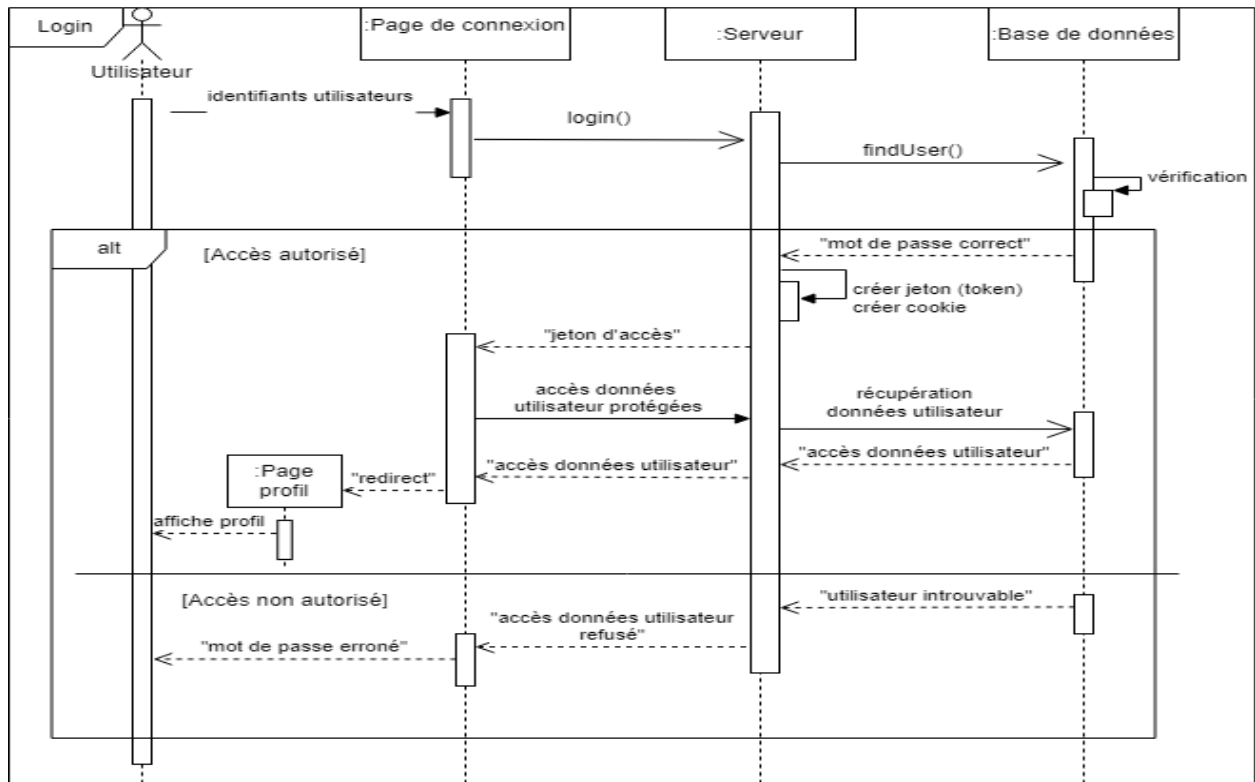 Login
Utilisateur
:Page de connexion
:Serveur
:Base de données
identifiants utilisateurs
login()
findUser()
vérification
alt
[Accès autorisé]
"mot de passe correct"
créer jeton (token)
créer cookie
"jeton d'accès"
accès données
utilisateur protégées
récupération
données utilisateur
"accès données utilisateur"
"accès données utilisateur"
"redirect"
:Page
profil
affiche profil
[Accès non autorisé]
"utilisateur introuvable"
"accès données utilisateur
refusé"
"mot de passe erroné"